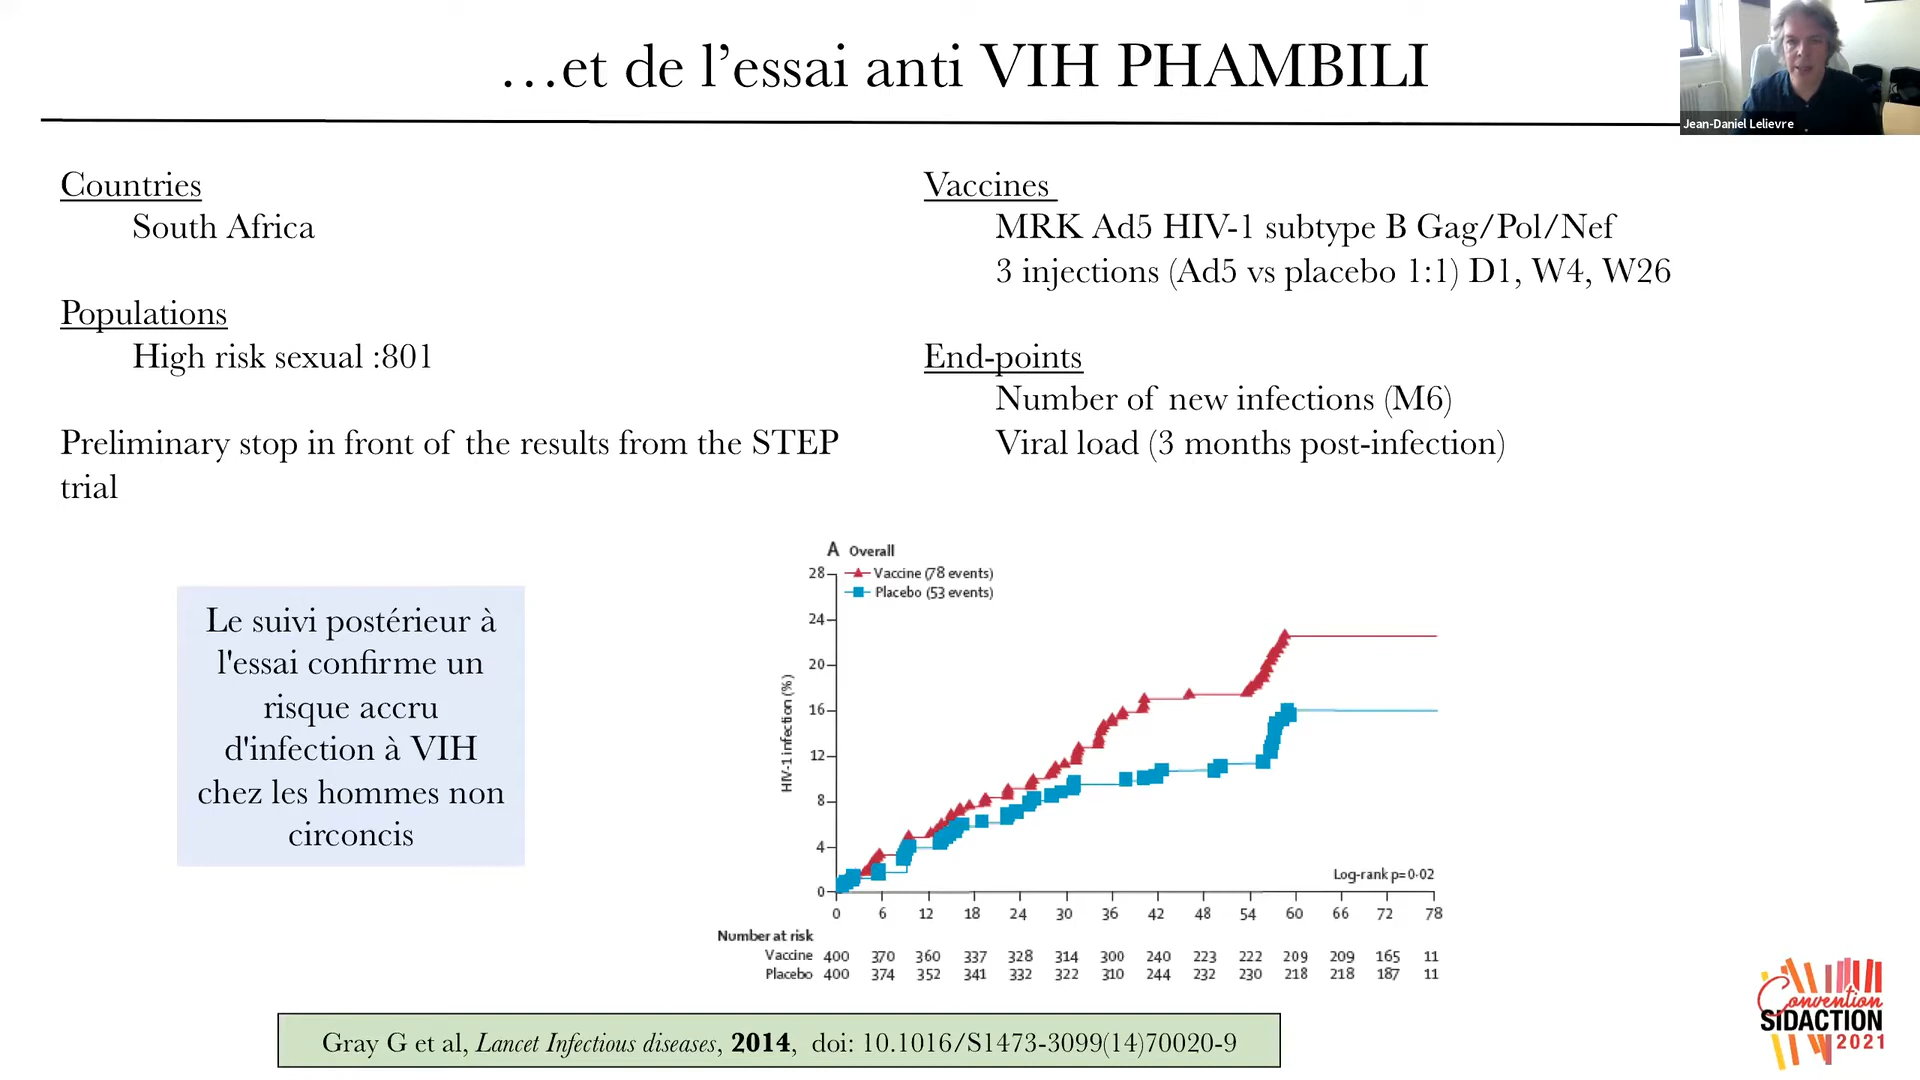 …et de l’essai anti VIH PHAMBILI
Jean-Daniel Lelievre
Countries
South Africa
Populations
High risk sexual :801
Preliminary stop in front of the results from the STEP
trial
Vaccines
MRK Ad5 HIV-1 subtype B Gag/Pol/Nef
3 injections (Ad5 vs placebo 1:1) D1, W4, W26
End-points
Number of new infections (M6)
Viral load (3 months post-infection)
Le suivi postérieur à
l'essai confirme un
risque accru
d'infection à VIH
chez les hommes non
circoncis
A Overall
Vaccine (78 events)
Placebo (53 events)
HIV-1 infection (%)
28
24
20
16
12
8
4
0
Log-rank p=0·02
0 6 12 18 24 30 36 42 48 54 60 66 72 78
Number at risk
Vaccine 400 370 360 337 328 314 300 240 223 222 209 209 165 11
Placebo 400 374 352 341 332 322 310 244 232 230 218 218 187 11
Gray G et al, Lancet Infectious diseases, 2014, doi: 10.1016/S1473-3099(14)70020-9
Convention
SIDACTION
2021